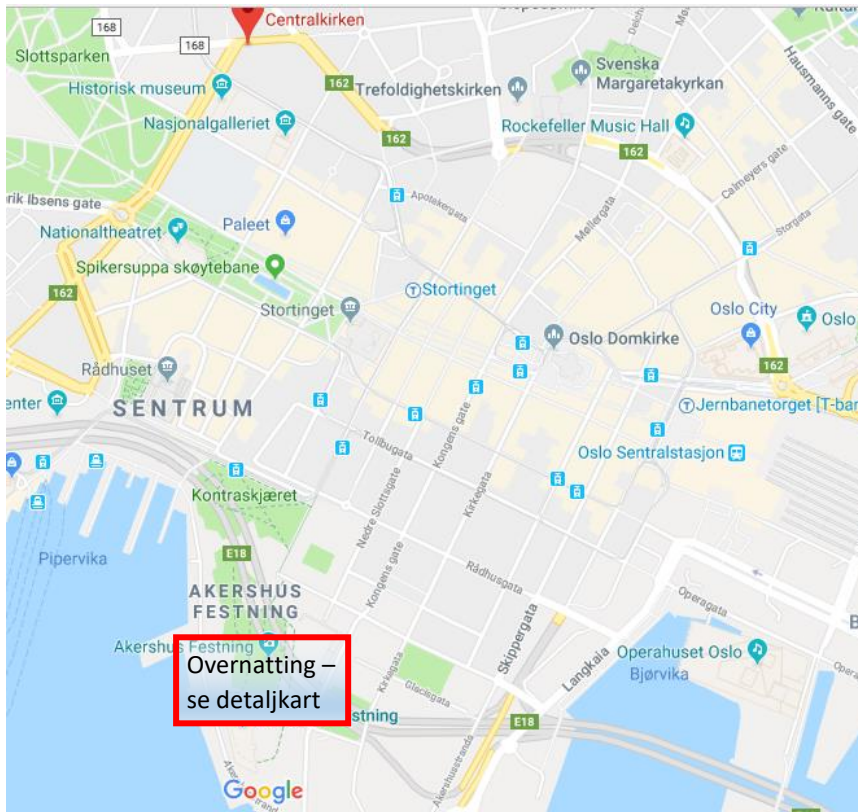 Centralkirken
168
168
Slottsparken
Historisk museum
162
Trefoldighetskirken
Svenska
Margaretakyrkan
Hausmanns gate
Nasjonalgalleriet
162
Rockefeller Music Hall
162
Calmeyers gate
rik Ibsens gate
Apotekergata
Møllergata
Storgata
Nationaltheatret
Paleet
Spikersuppa skøytebane
162
Stortinget
Stortinget
Oslo City
Oslo
Oslo Domkirke
162
Rådhuset
enter
SENTRUM
Jernbanetorget [T-bar
Tollbugata
Kongens gate
Oslo Sentralstasjon
Kontraskjæret
Nedre Slottsgate
Kirkegata
Pipervika
E18
Kongens gate
Rådhusgata
AKERSHUS
FESTNING
Skippergata
Operagata
Akershus Festning
Overnatting –
se detaljkart
Kirkegata
Glacisgata
Langkaia
Operahuset Oslo
Bjørvika
stning
E18
Akershusstranda
Google